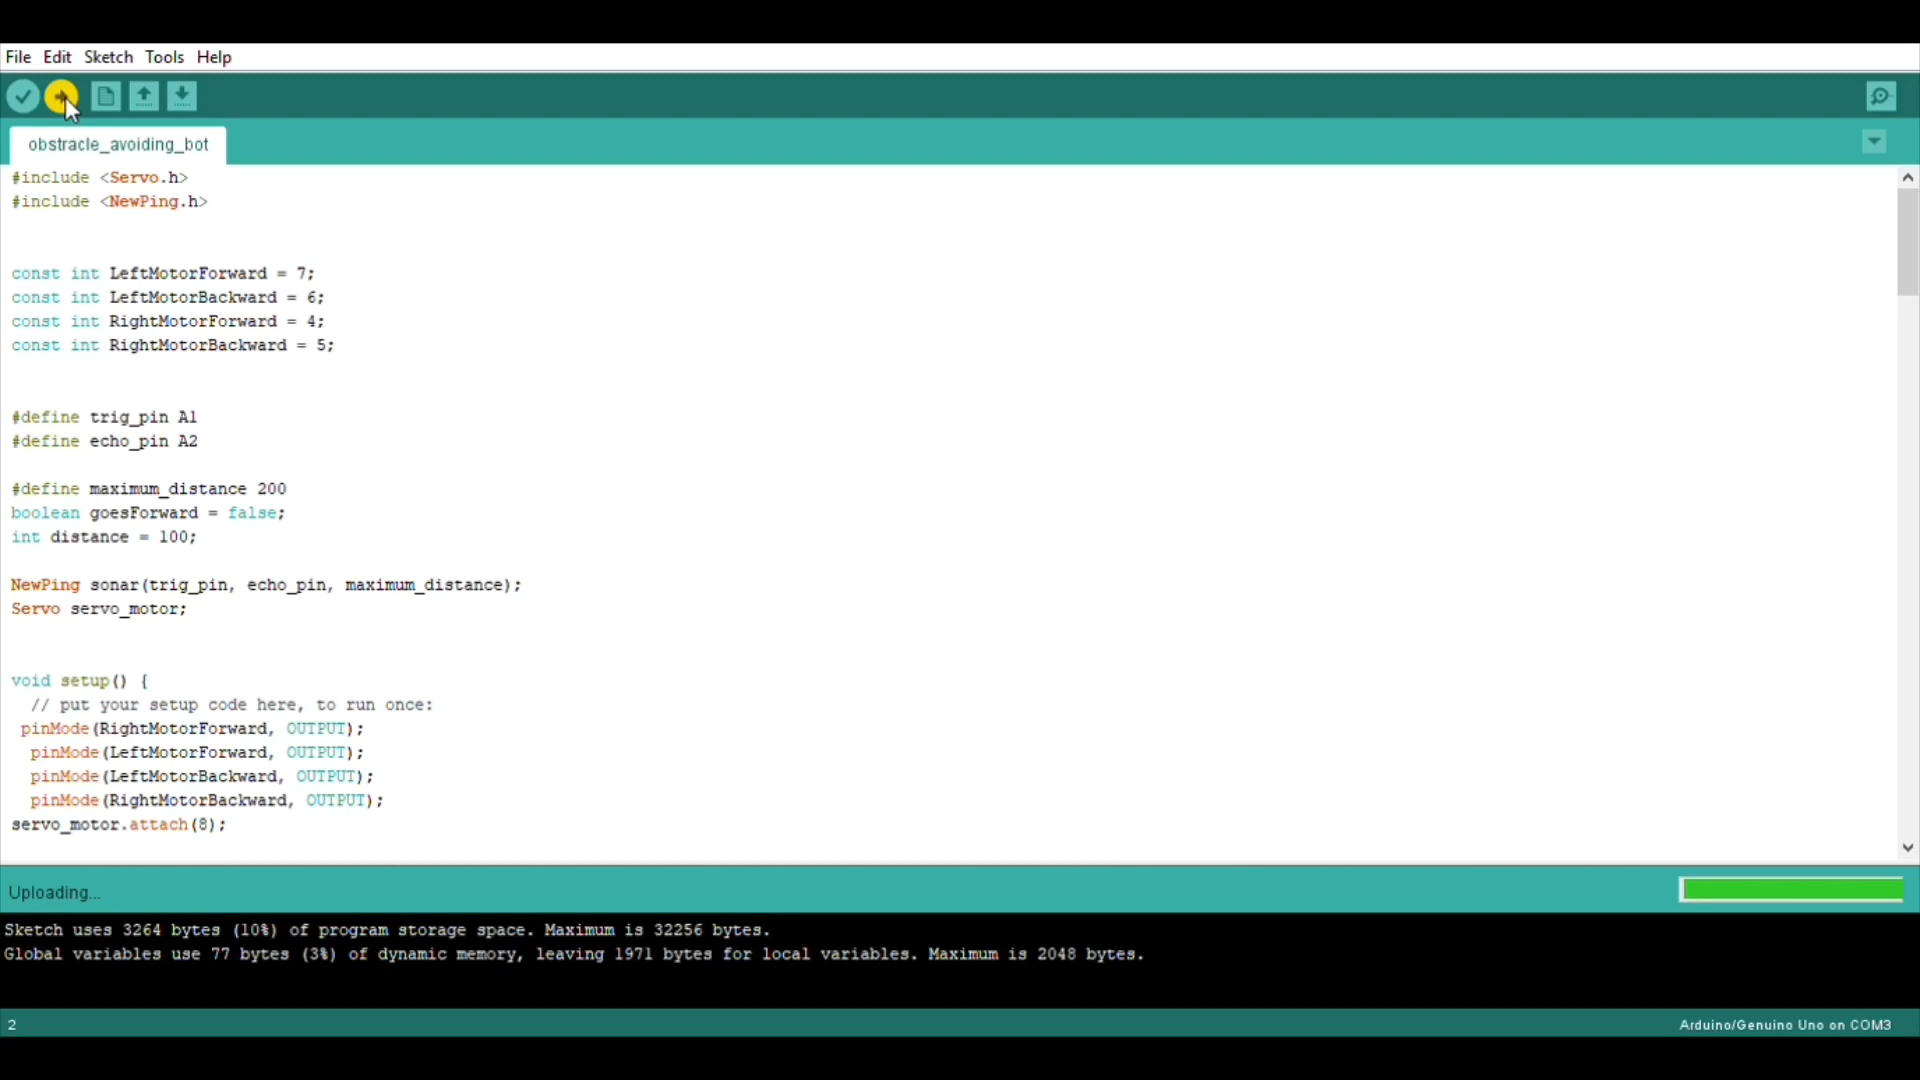 File Edit Sketch Tools Help
obstracle_avoiding_bot
#include <Servo.h>
#include <NewPing.h>
const int LeftMotorForward = 7;
const int LeftMotorBackward = 6;
const int RightMotorForward = 4;
const int RightMotorBackward = 5;
#define trig_pin A1
#define echo_pin A2
#define maximum_distance 200
boolean goesForward = false;
int distance = 100;
NewPing sonar(trig_pin, echo_pin, maximum_distance);
Servo servo_motor;
void setup() {
// put your setup code here, to run once:
pinMode(RightMotorForward, OUTPUT);
pinMode(LeftMotorForward, OUTPUT);
pinMode(LeftMotorBackward, OUTPUT);
pinMode(RightMotorBackward, OUTPUT);
servo_motor.attach(8);
Uploading...
Sketch uses 3264 bytes (10%) of program storage space. Maximum is 32256 bytes.
Global variables use 77 bytes (3%) of dynamic memory, leaving 1971 bytes for local variables. Maximum is 2048 bytes.
2 Arduino/Genuino Uno on COM3